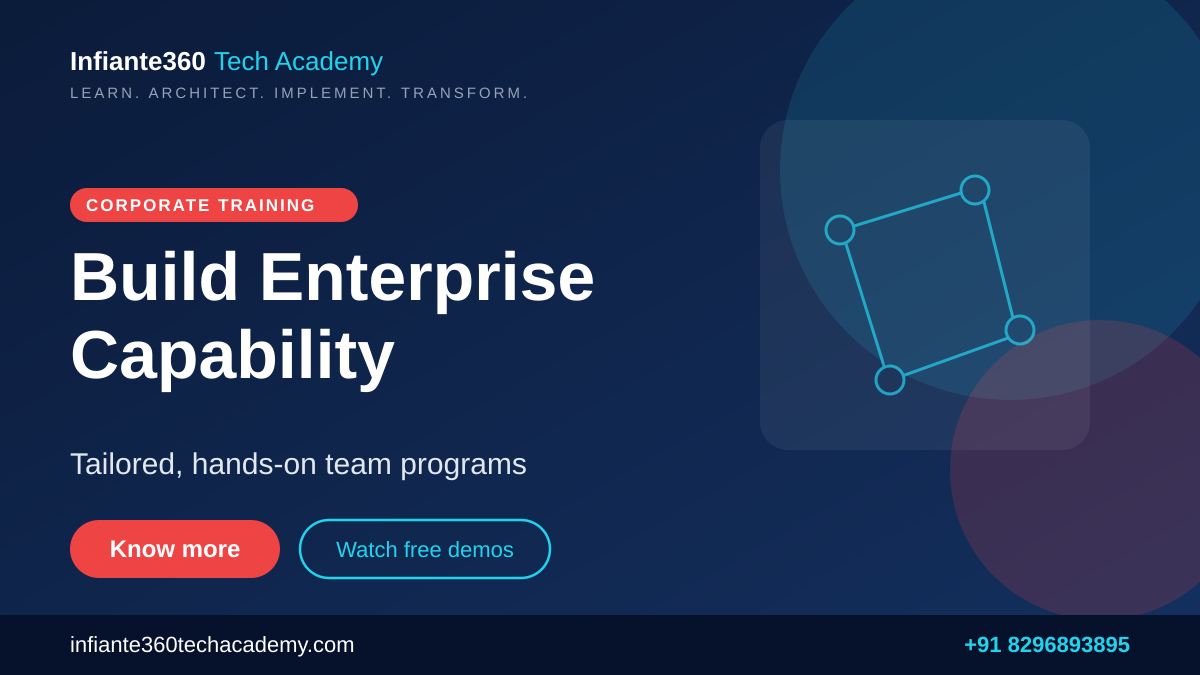 Infiante360 Tech Academy
LEARN. ARCHITECT. IMPLEMENT. TRANSFORM.
CORPORATE TRAINING
Build Enterprise
Capability
Tailored, hands-on team programs
Know more
Watch free demos
infiante360techacademy.com
+91 8296893895